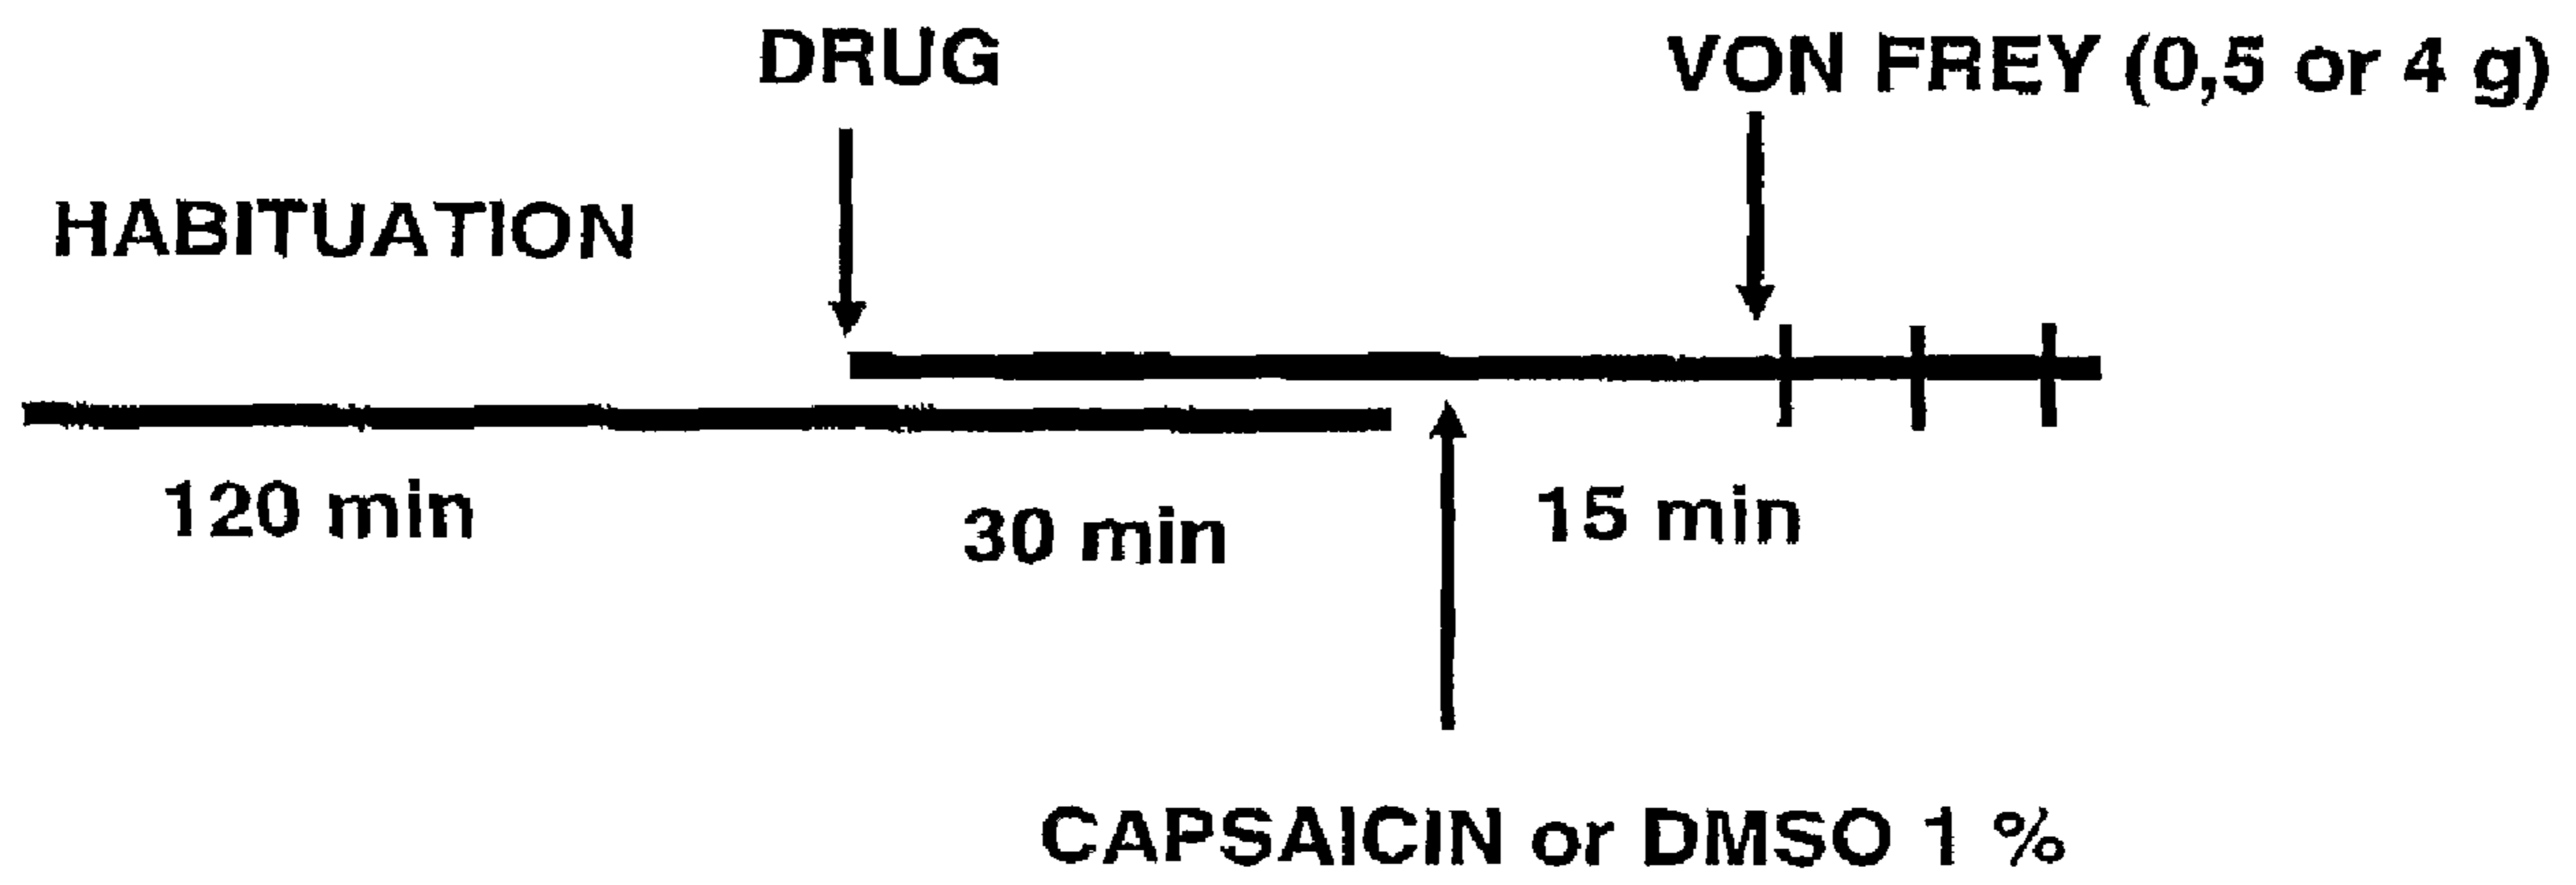 DRUG
VON FREY (0,5 or 4 g)
HABITUATION
120 min
30 min
15 min
CAPSAICIN or DMSO 1 %